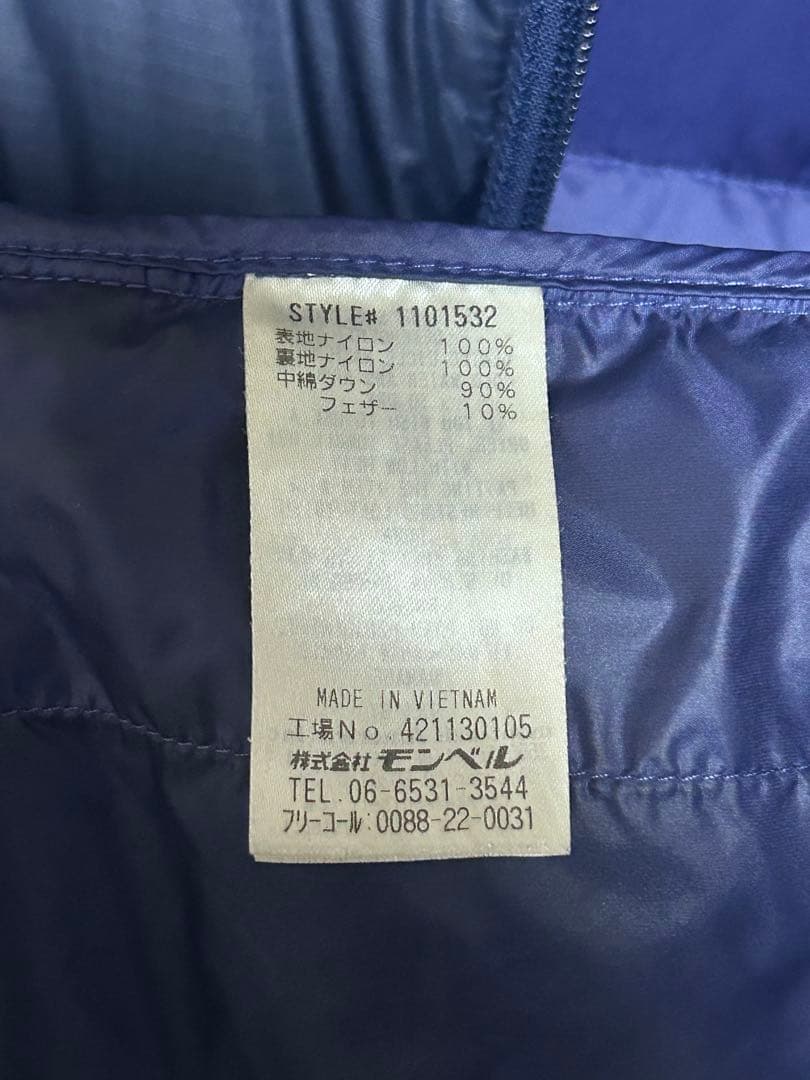 STYLE# 1101532
表地ナイロン 100%
裏地ナイロン 100%
中綿ダウン 90%
フェザー 10%
MADE IN VIETNAM
工場No.421130105
株式会社モンベル
TEL.06-6531-3544
フリーコール:0088-22-0031